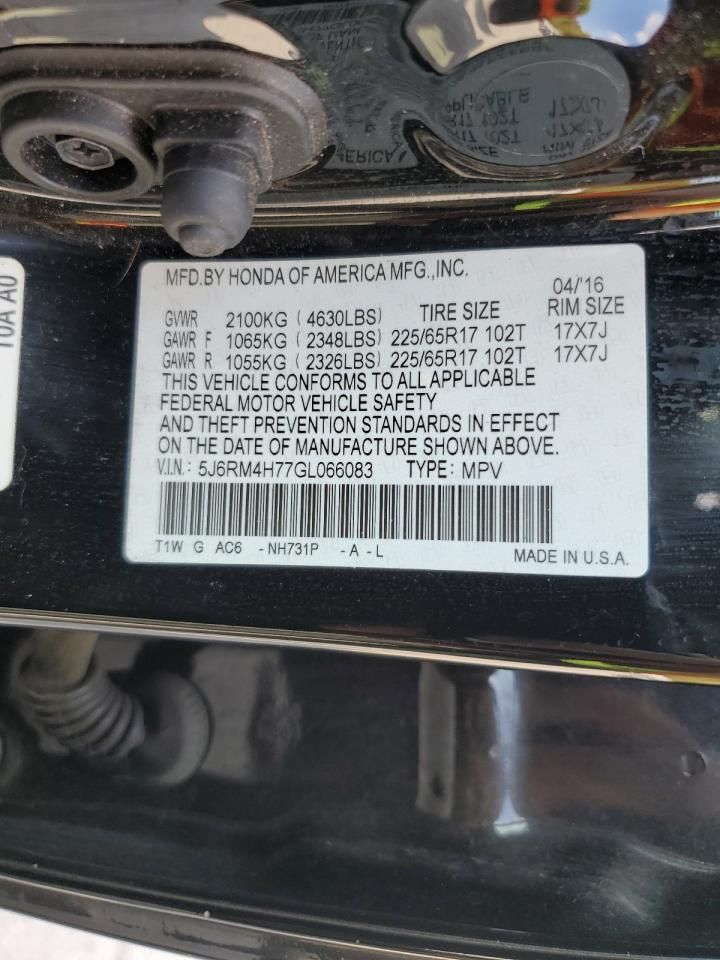 MFD.BY HONDA OF AMERICA MFG.,INC.
04/16
GVWR 2100KG ( 4630LBS) TIRE SIZE RIM SIZE
GAWR F 1065KG ( 2348LBS) 225/65R17 102T 17X7J
GAWR R 1055KG ( 2326LBS) 225/65R17 102T 17X7J
THIS VEHICLE CONFORMS TO ALL APPLICABLE
FEDERAL MOTOR VEHICLE SAFETY
AND THEFT PREVENTION STANDARDS IN EFFECT
ON THE DATE OF MANUFACTURE SHOWN ABOVE.
V.I.N.: 5J6RM4H77GL066083 TYPE: MPV
T1W G AC6 -NH731P -A -L
MADE IN U.S.A.
10A A0